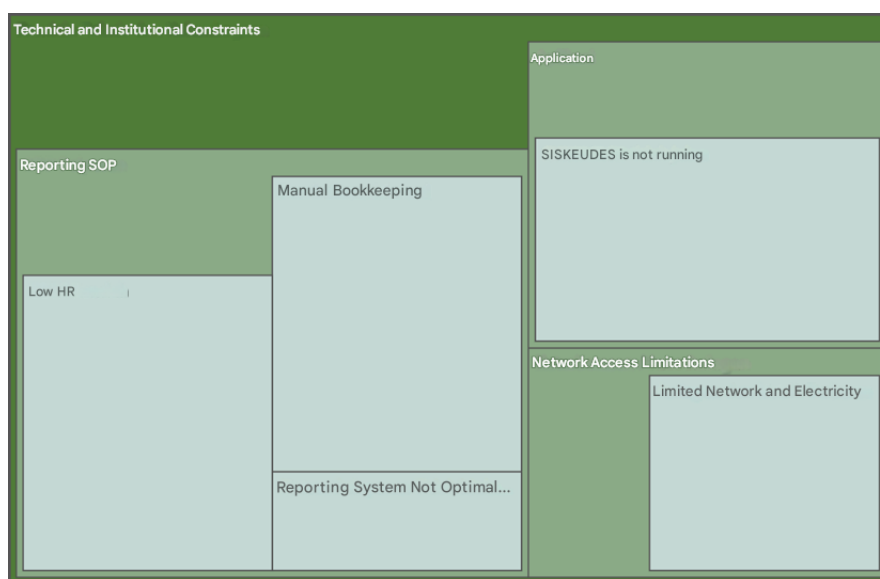 Technical and Institutional Constraints
Application
SISKEUDES is not running
Reporting SOP
Manual Bookkeeping
Low HR
Reporting System Not Optimal...
Network Access Limitations
Limited Network and Electricity